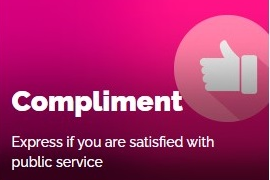 Compliment
Express if you are satisfied with
public service